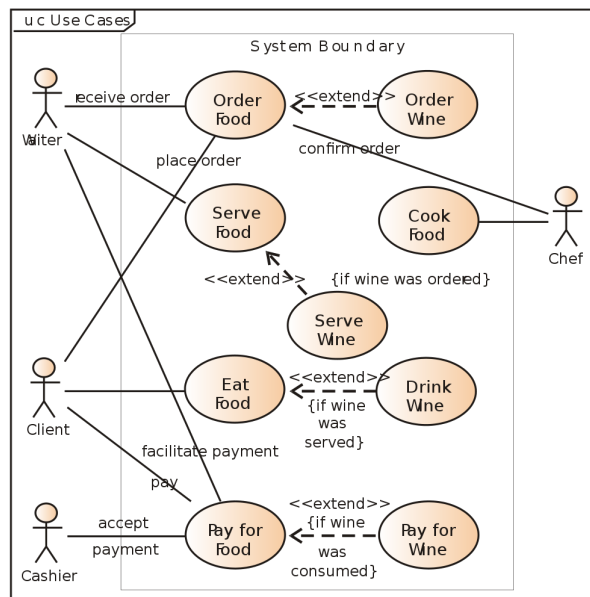 uc Use Cases
System Boundary
receive order
Order
Food
<<extend>>
Order
Wine
Waiter
place order
confirm order
Serve
Food
Cook
Food
Chef
<<extend>>
{if wine was ordered}
Serve
Wine
Client
Eat
Food
<<extend>>
{if wine
was
served}
Drink
Wine
facilitate payment
pay
Cashier
accept
payment
Pay for
Food
<<extend>>
{if wine
was
consumed}
Pay for
Wine